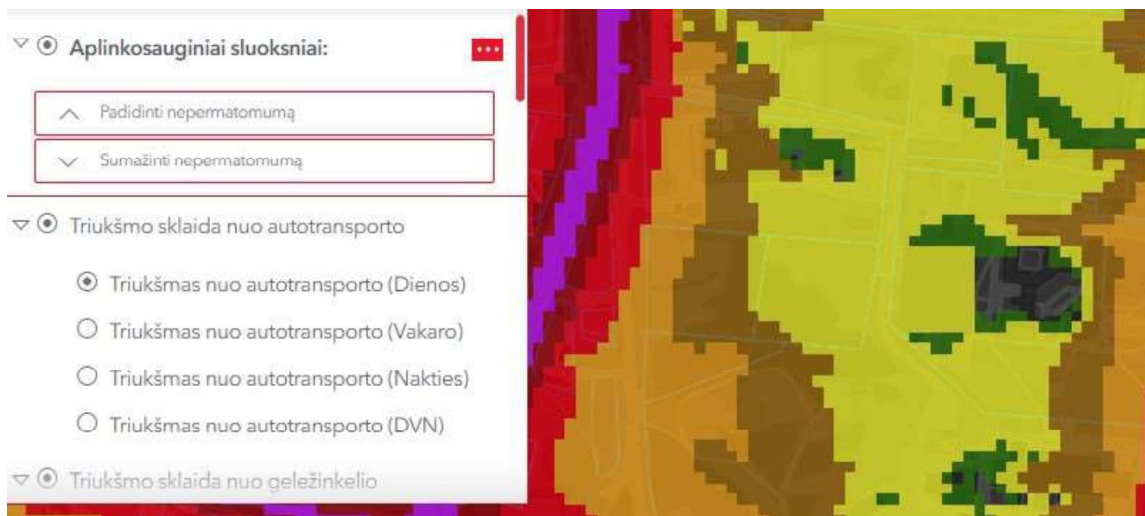 Aplinkosauginiai sluoksniai:
Padidinti nepermatomumą
Sumažinti nepermatomumą
Triukšmo sklaida nuo autotransporto
Triukšmas nuo autotransporto (Dienos)
Triukšmas nuo autotransporto (Vakaro)
Triukšmas nuo autotransporto (Nakties)
Triukšmas nuo autotransporto (DVN)
Triukšmo sklaida nuo geležinkelio